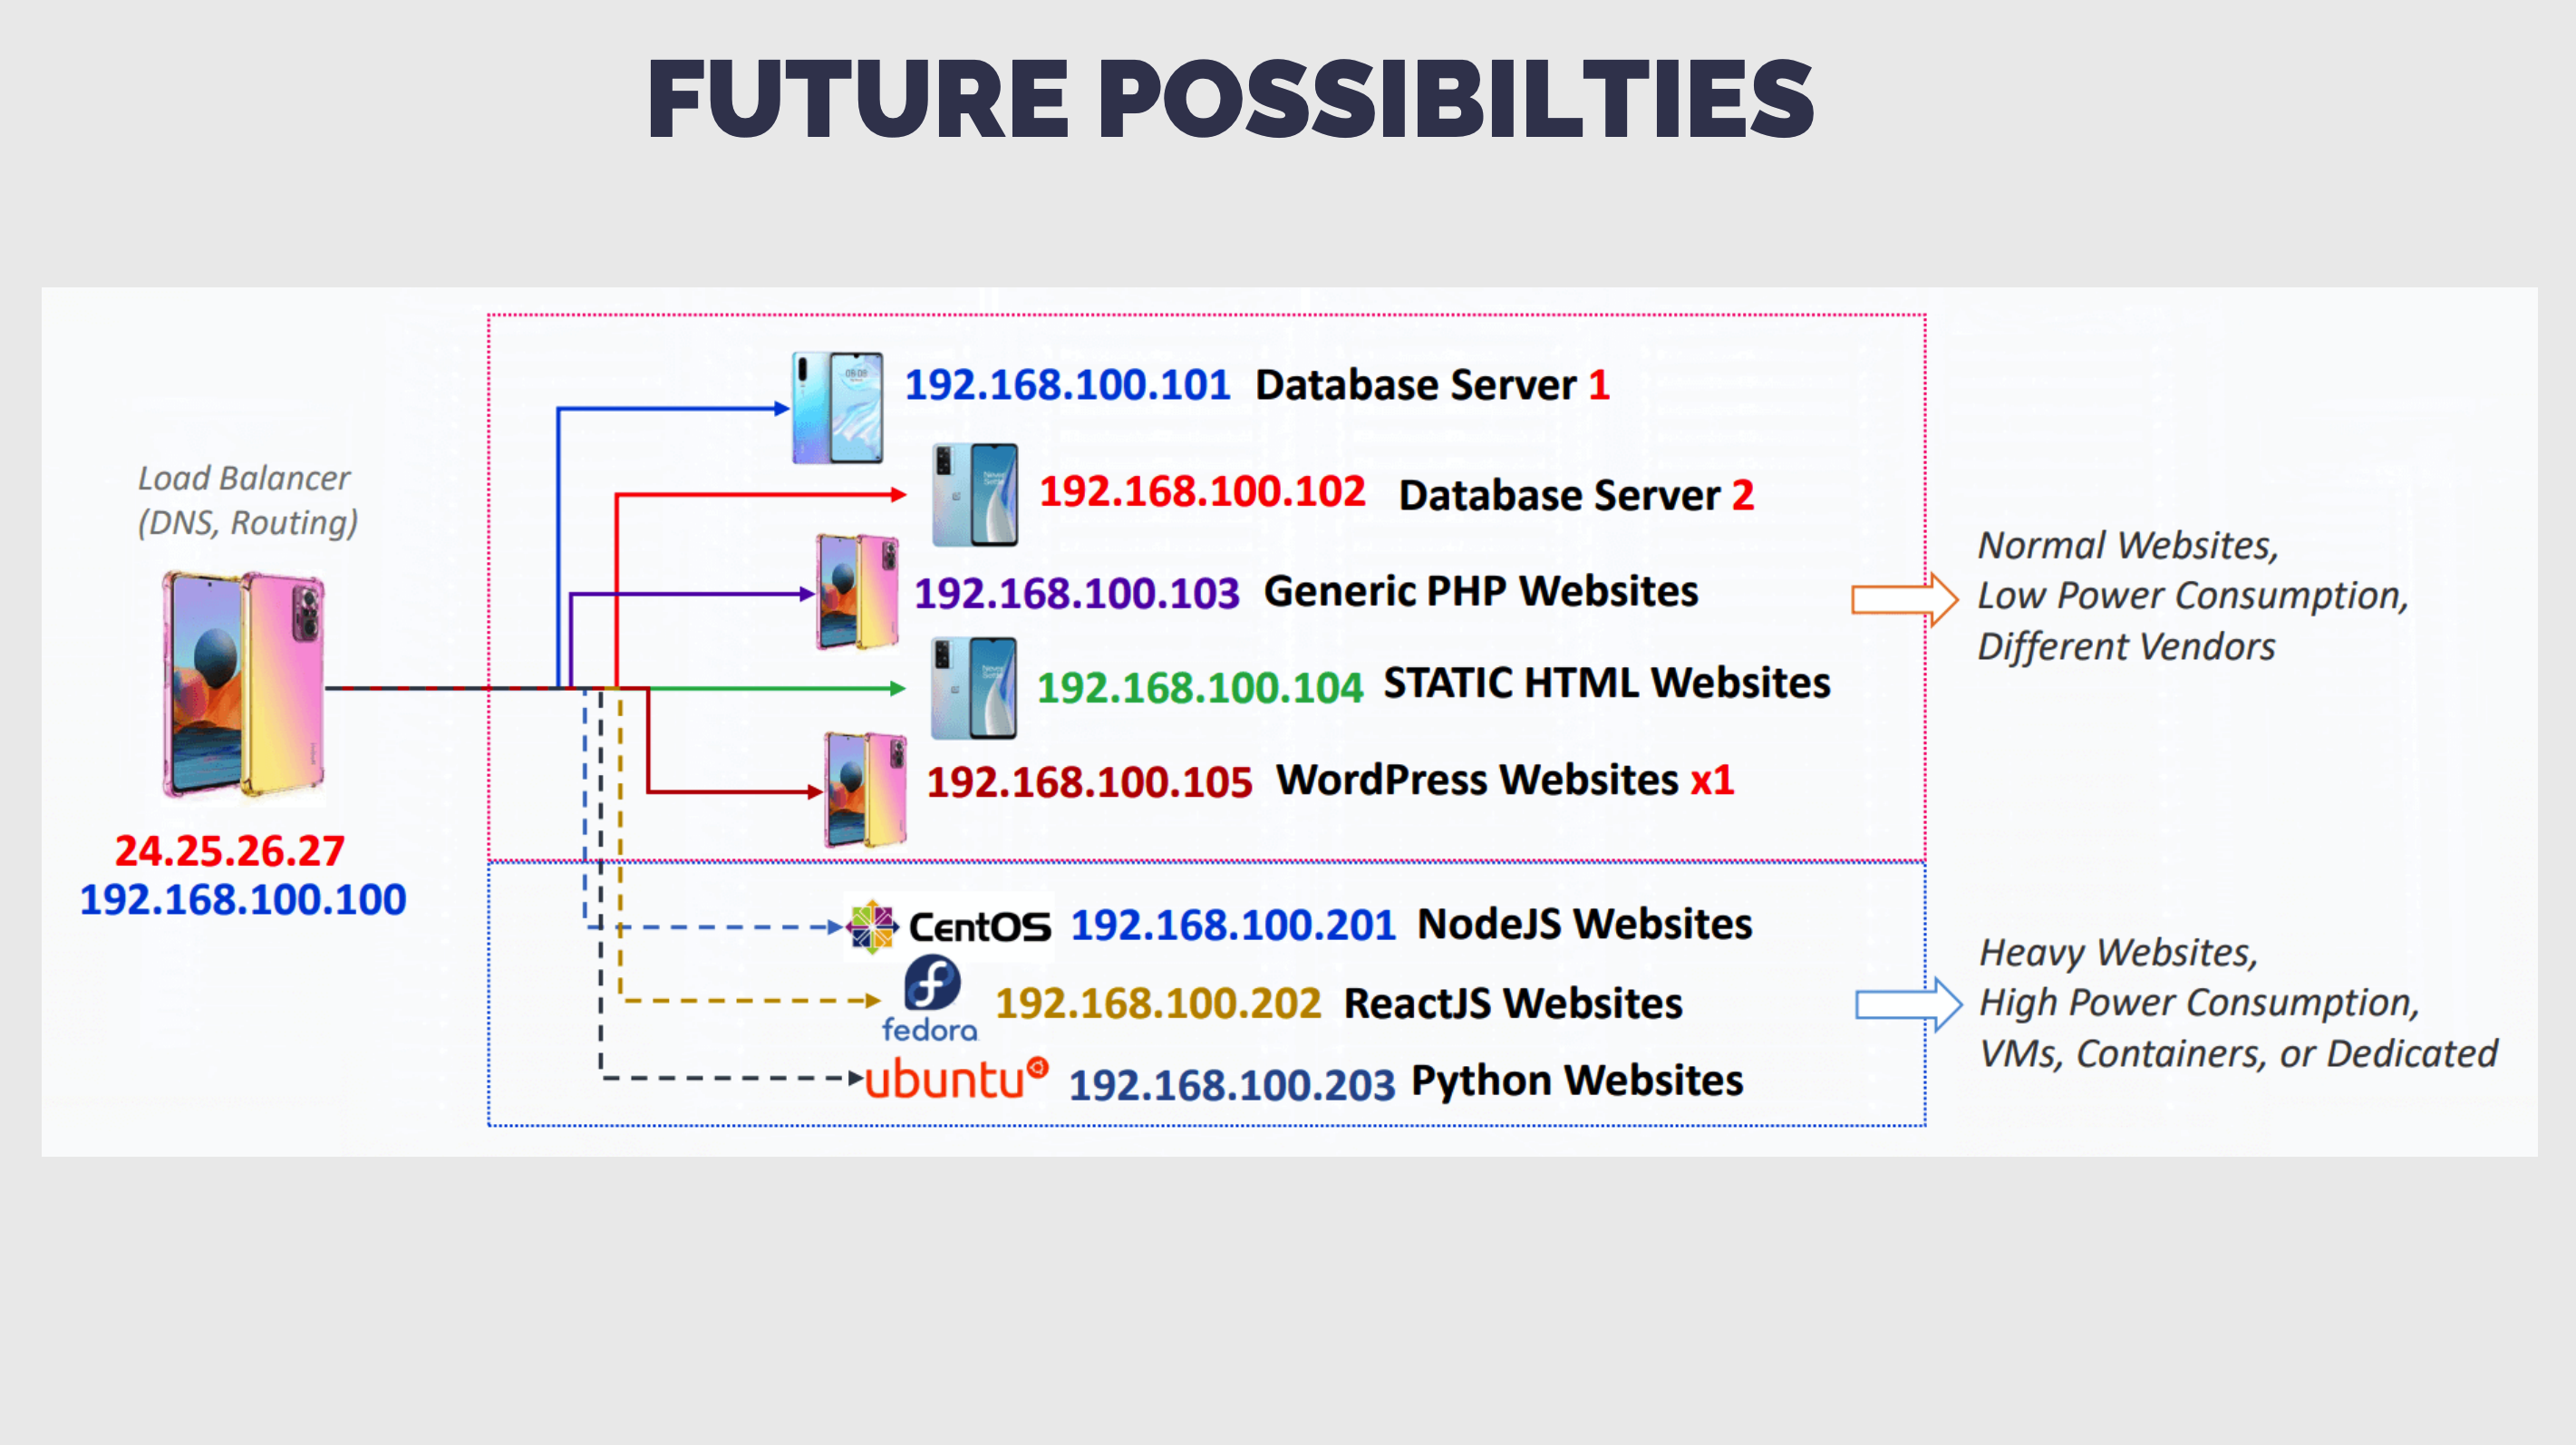 FUTURE POSSIBILTIES
Load Balancer
(DNS, Routing)
24.25.26.27
192.168.100.100
192.168.100.101 Database Server 1
192.168.100.102 Database Server 2
192.168.100.103 Generic PHP Websites
192.168.100.104 STATIC HTML Websites
192.168.100.105 WordPress Websites x1
Normal Websites,
Low Power Consumption,
Different Vendors
CentOS 192.168.100.201 NodeJS Websites
fedora 192.168.100.202 ReactJS Websites
ubuntu 192.168.100.203 Python Websites
Heavy Websites,
High Power Consumption,
VMs, Containers, or Dedicated